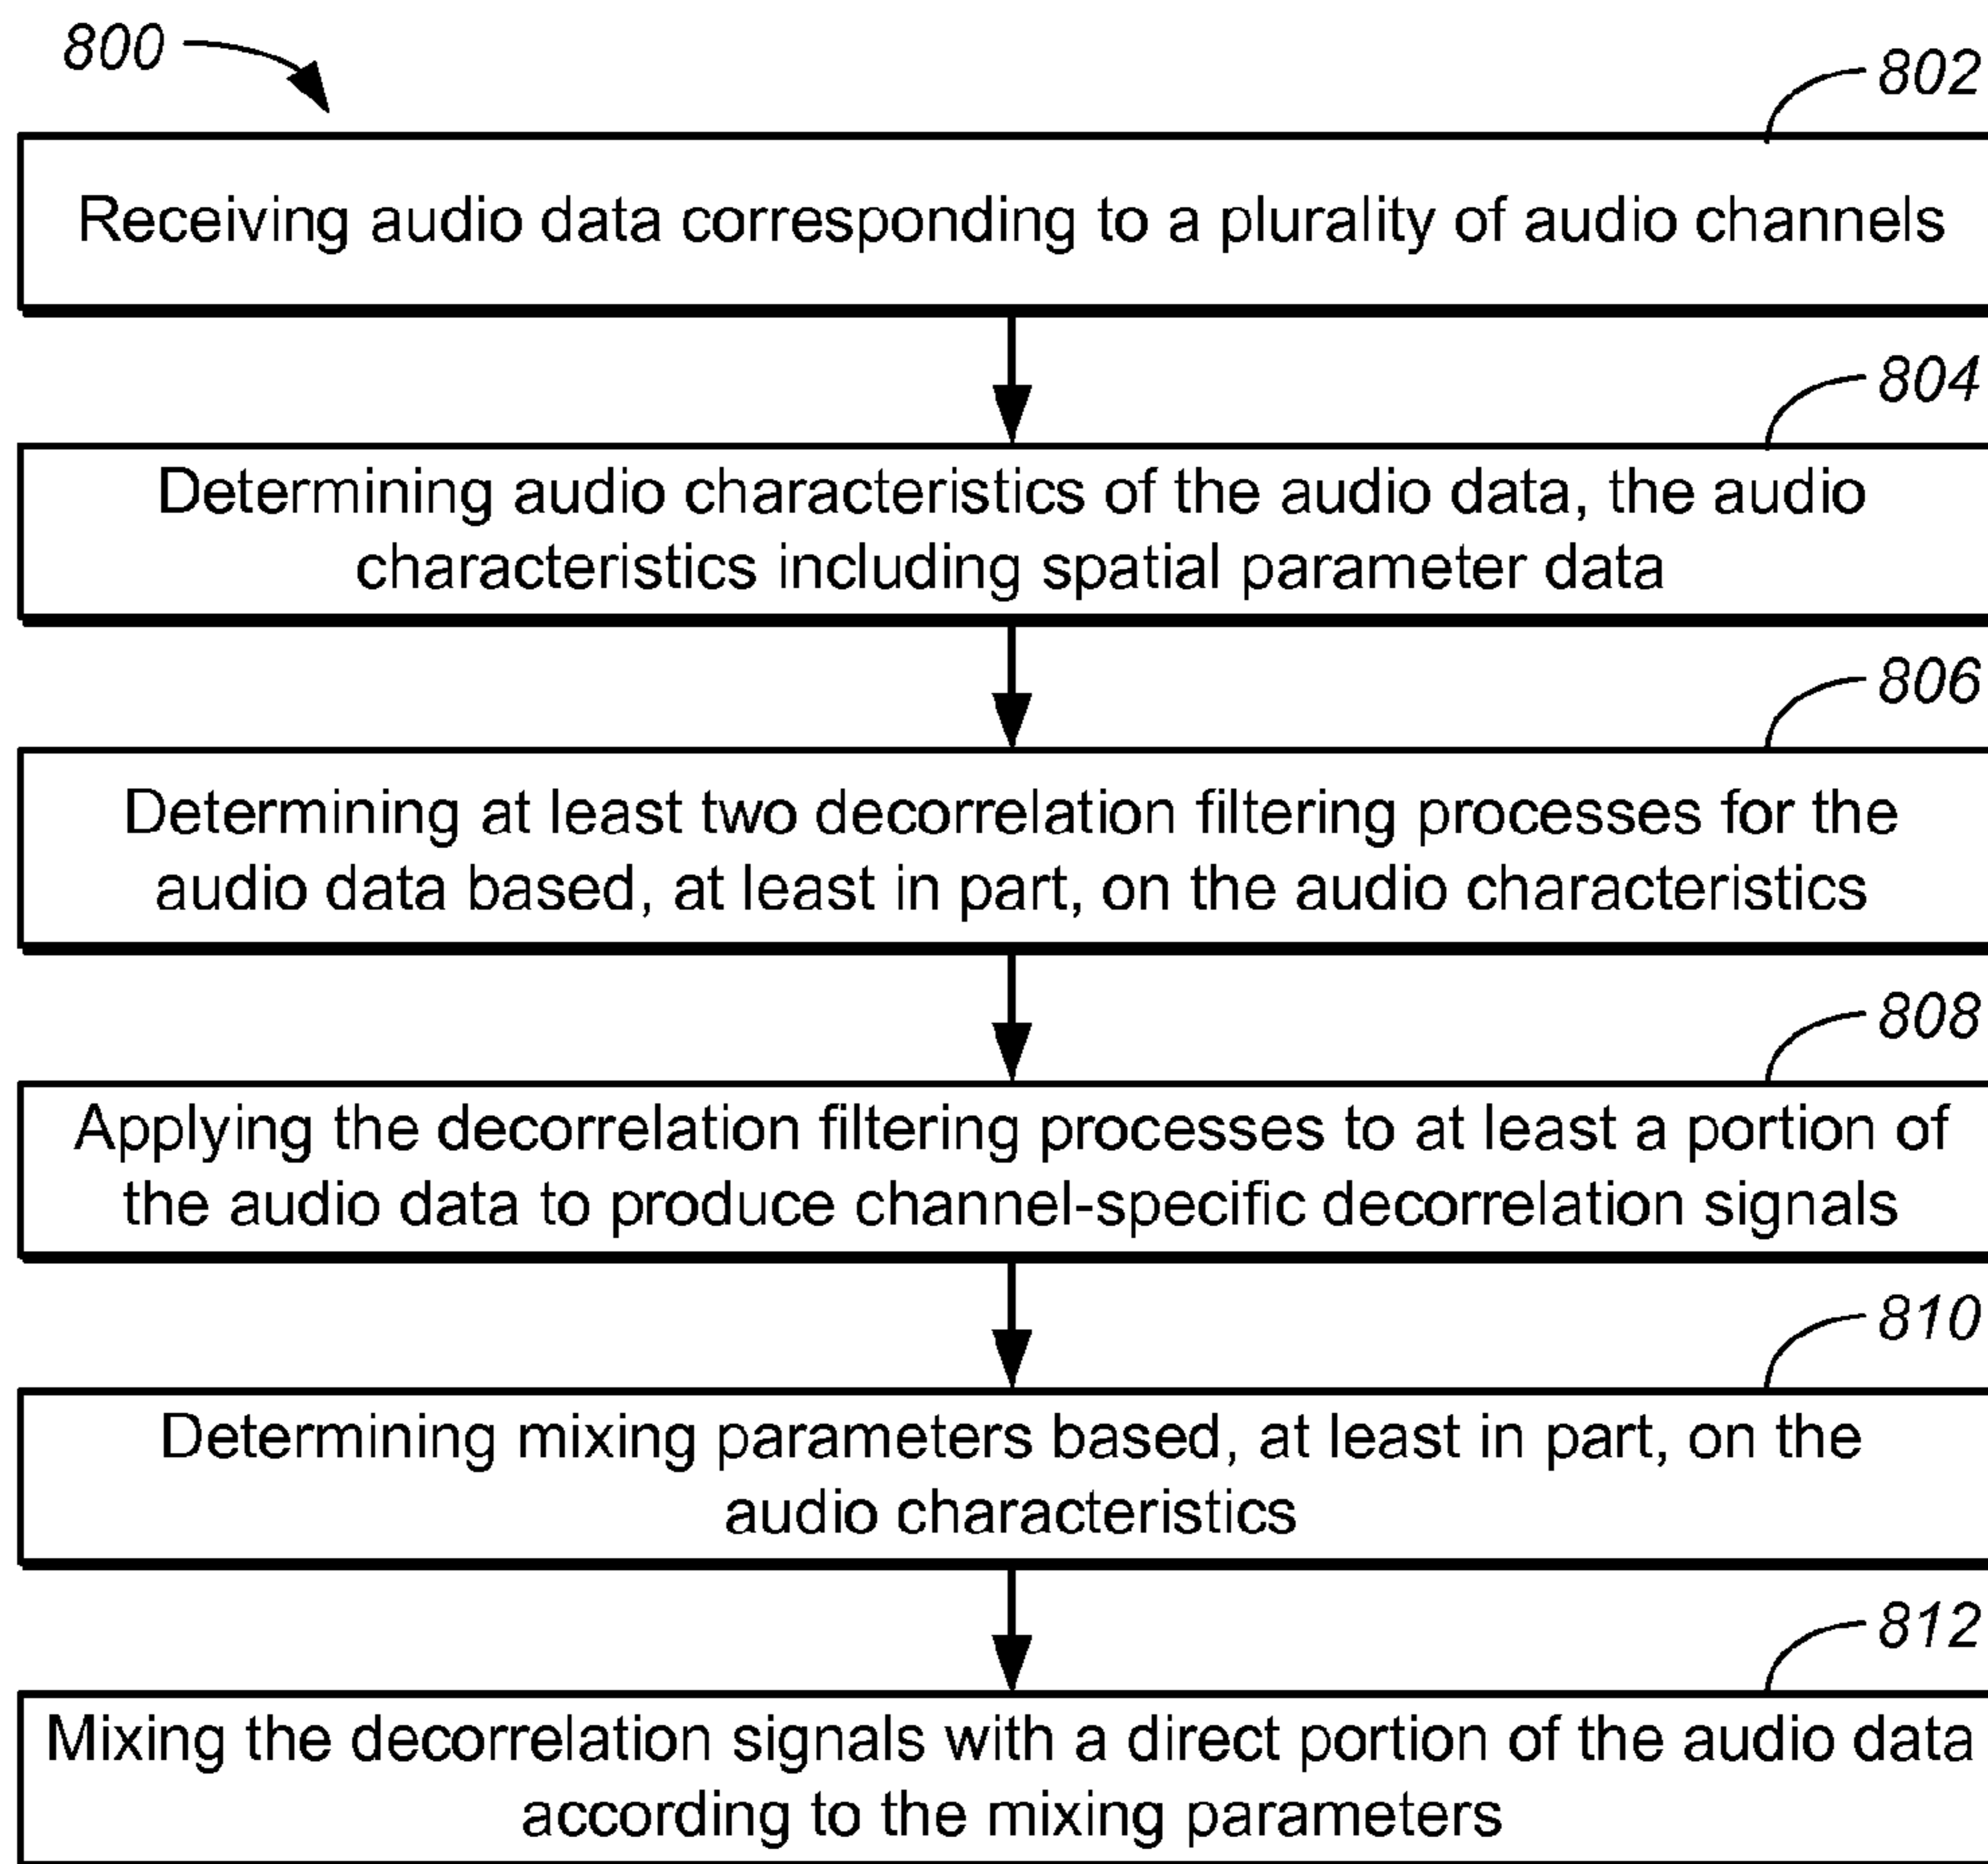 800
802
Receiving audio data corresponding to a plurality of audio channels
804
Determining audio characteristics of the audio data, the audio
characteristics including spatial parameter data
806
Determining at least two decorrelation filtering processes for the
audio data based, at least in part, on the audio characteristics
808
Applying the decorrelation filtering processes to at least a portion of
the audio data to produce channel-specific decorrelation signals
810
Determining mixing parameters based, at least in part, on the
audio characteristics
812
Mixing the decorrelation signals with a direct portion of the audio data
according to the mixing parameters